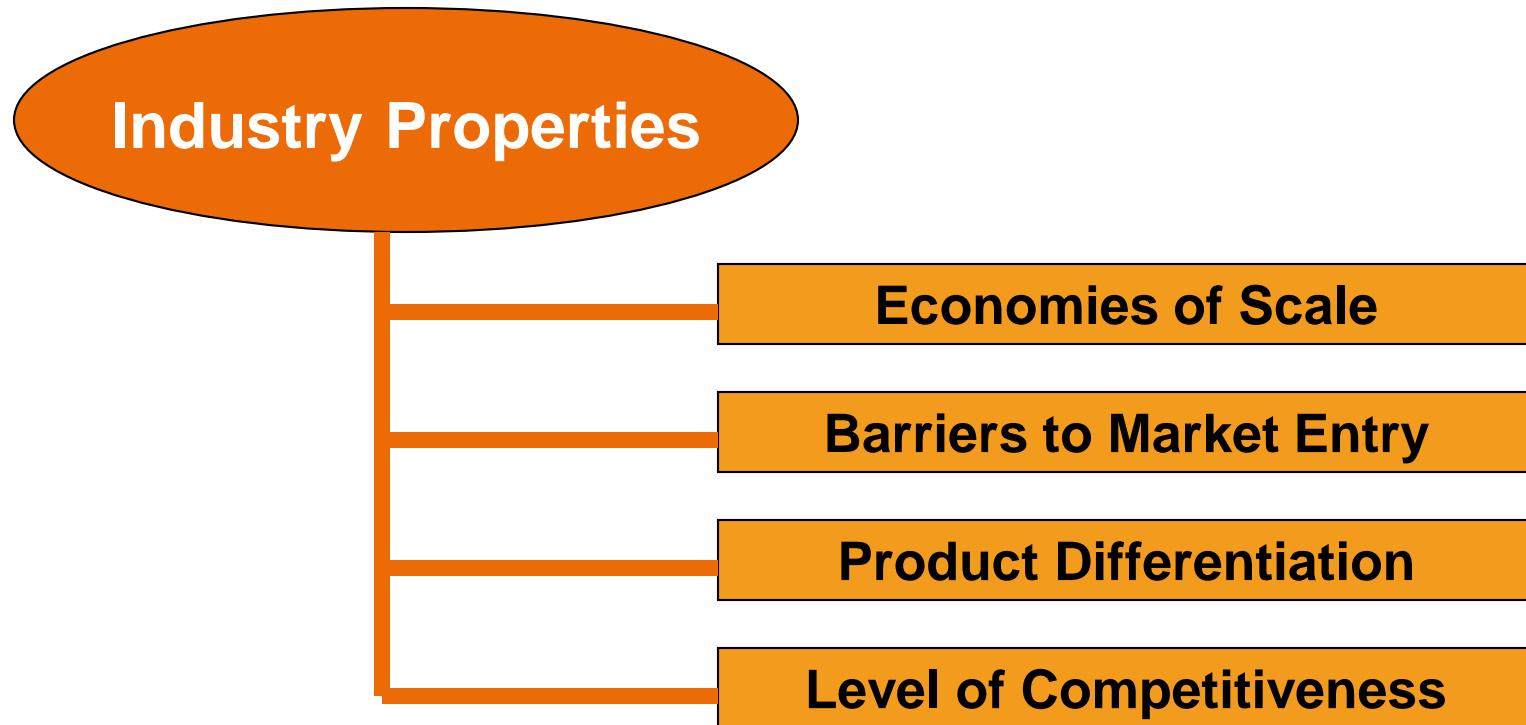 Industry Properties
Economies of Scale
Barriers to Market Entry
Product Differentiation
Level of Competitiveness